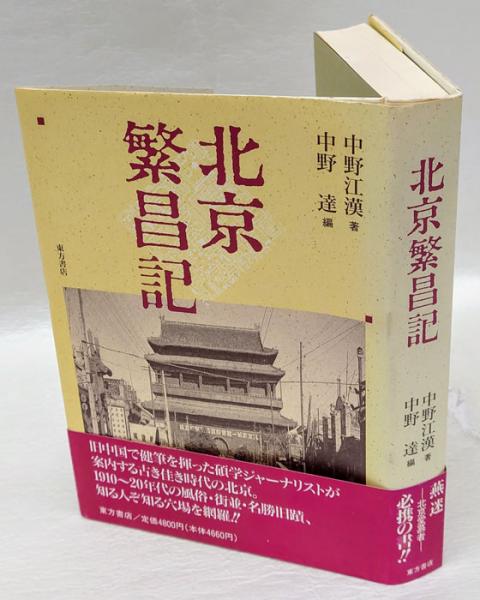 北京
繁昌記
中野江漢 著
中野 達 編
東方書店
旧中国で健筆を揮った碩学ジャーナリストが
案内する古き佳き時代の北京。
1910〜20年代の風俗・街並・名勝旧蹟、
知る人ぞ知る穴場を網羅!!
東方書店/定価4800円(本体4660円)
北京繁昌記
中野江漢 著
中野 達 編
燕迷
─北京愛慕者─
必携の書!!
東方書店